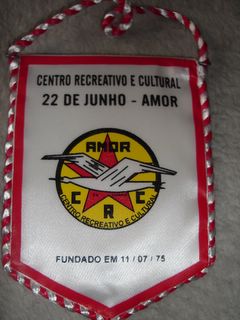 CENTRO RECREATIVO E CULTURAL
22 DE JUNHO - AMOR
AMOR
C C
R
CENTRO RECREATIVO E CULTURAL
FUNDADO EM 11 / 07 / 75